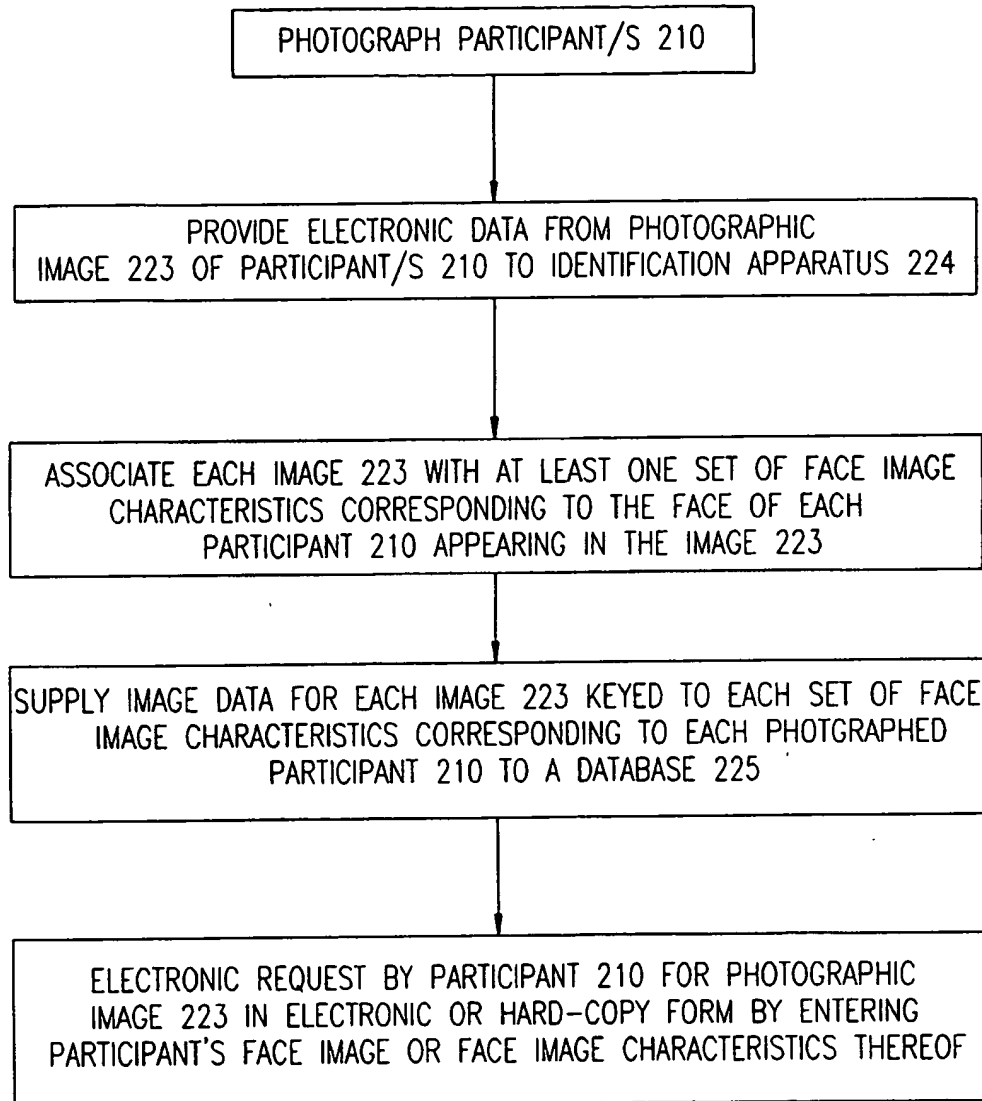 PHOTOGRAPH PARTICIPANT/S 210
PROVIDE ELECTRONIC DATA FROM PHOTOGRAPHIC
IMAGE 223 OF PARTICIPANT/S 210 TO IDENTIFICATION APPARATUS 224
ASSOCIATE EACH IMAGE 223 WITH AT LEAST ONE SET OF FACE IMAGE
CHARACTERISTICS CORRESPONDING TO THE FACE OF EACH
PARTICIPANT 210 APPEARING IN THE IMAGE 223
SUPPLY IMAGE DATA FOR EACH IMAGE 223 KEYED TO EACH SET OF FACE
IMAGE CHARACTERISTICS CORRESPONDING TO EACH PHOTGRAPHED
PARTICIPANT 210 TO A DATABASE 225
ELECTRONIC REQUEST BY PARTICIPANT 210 FOR PHOTOGRAPHIC
IMAGE 223 IN ELECTRONIC OR HARD-COPY FORM BY ENTERING
PARTICIPANT'S FACE IMAGE OR FACE IMAGE CHARACTERISTICS THEREOF